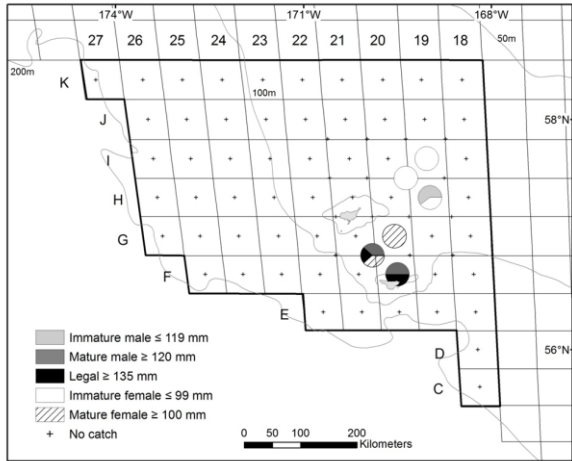 174°W 171°W 168°W
27 26 25 24 23 22 21 20 19 18
50m
200m
K
100m
J
58°N
I
H
G
F
E
Immature male ≤ 119 mm
Mature male ≥ 120 mm
D
56°N
Legal ≥ 135 mm
Immature female ≤ 99 mm
C
Mature female ≥ 100 mm
+ No catch
0 50 100 200
Kilometers